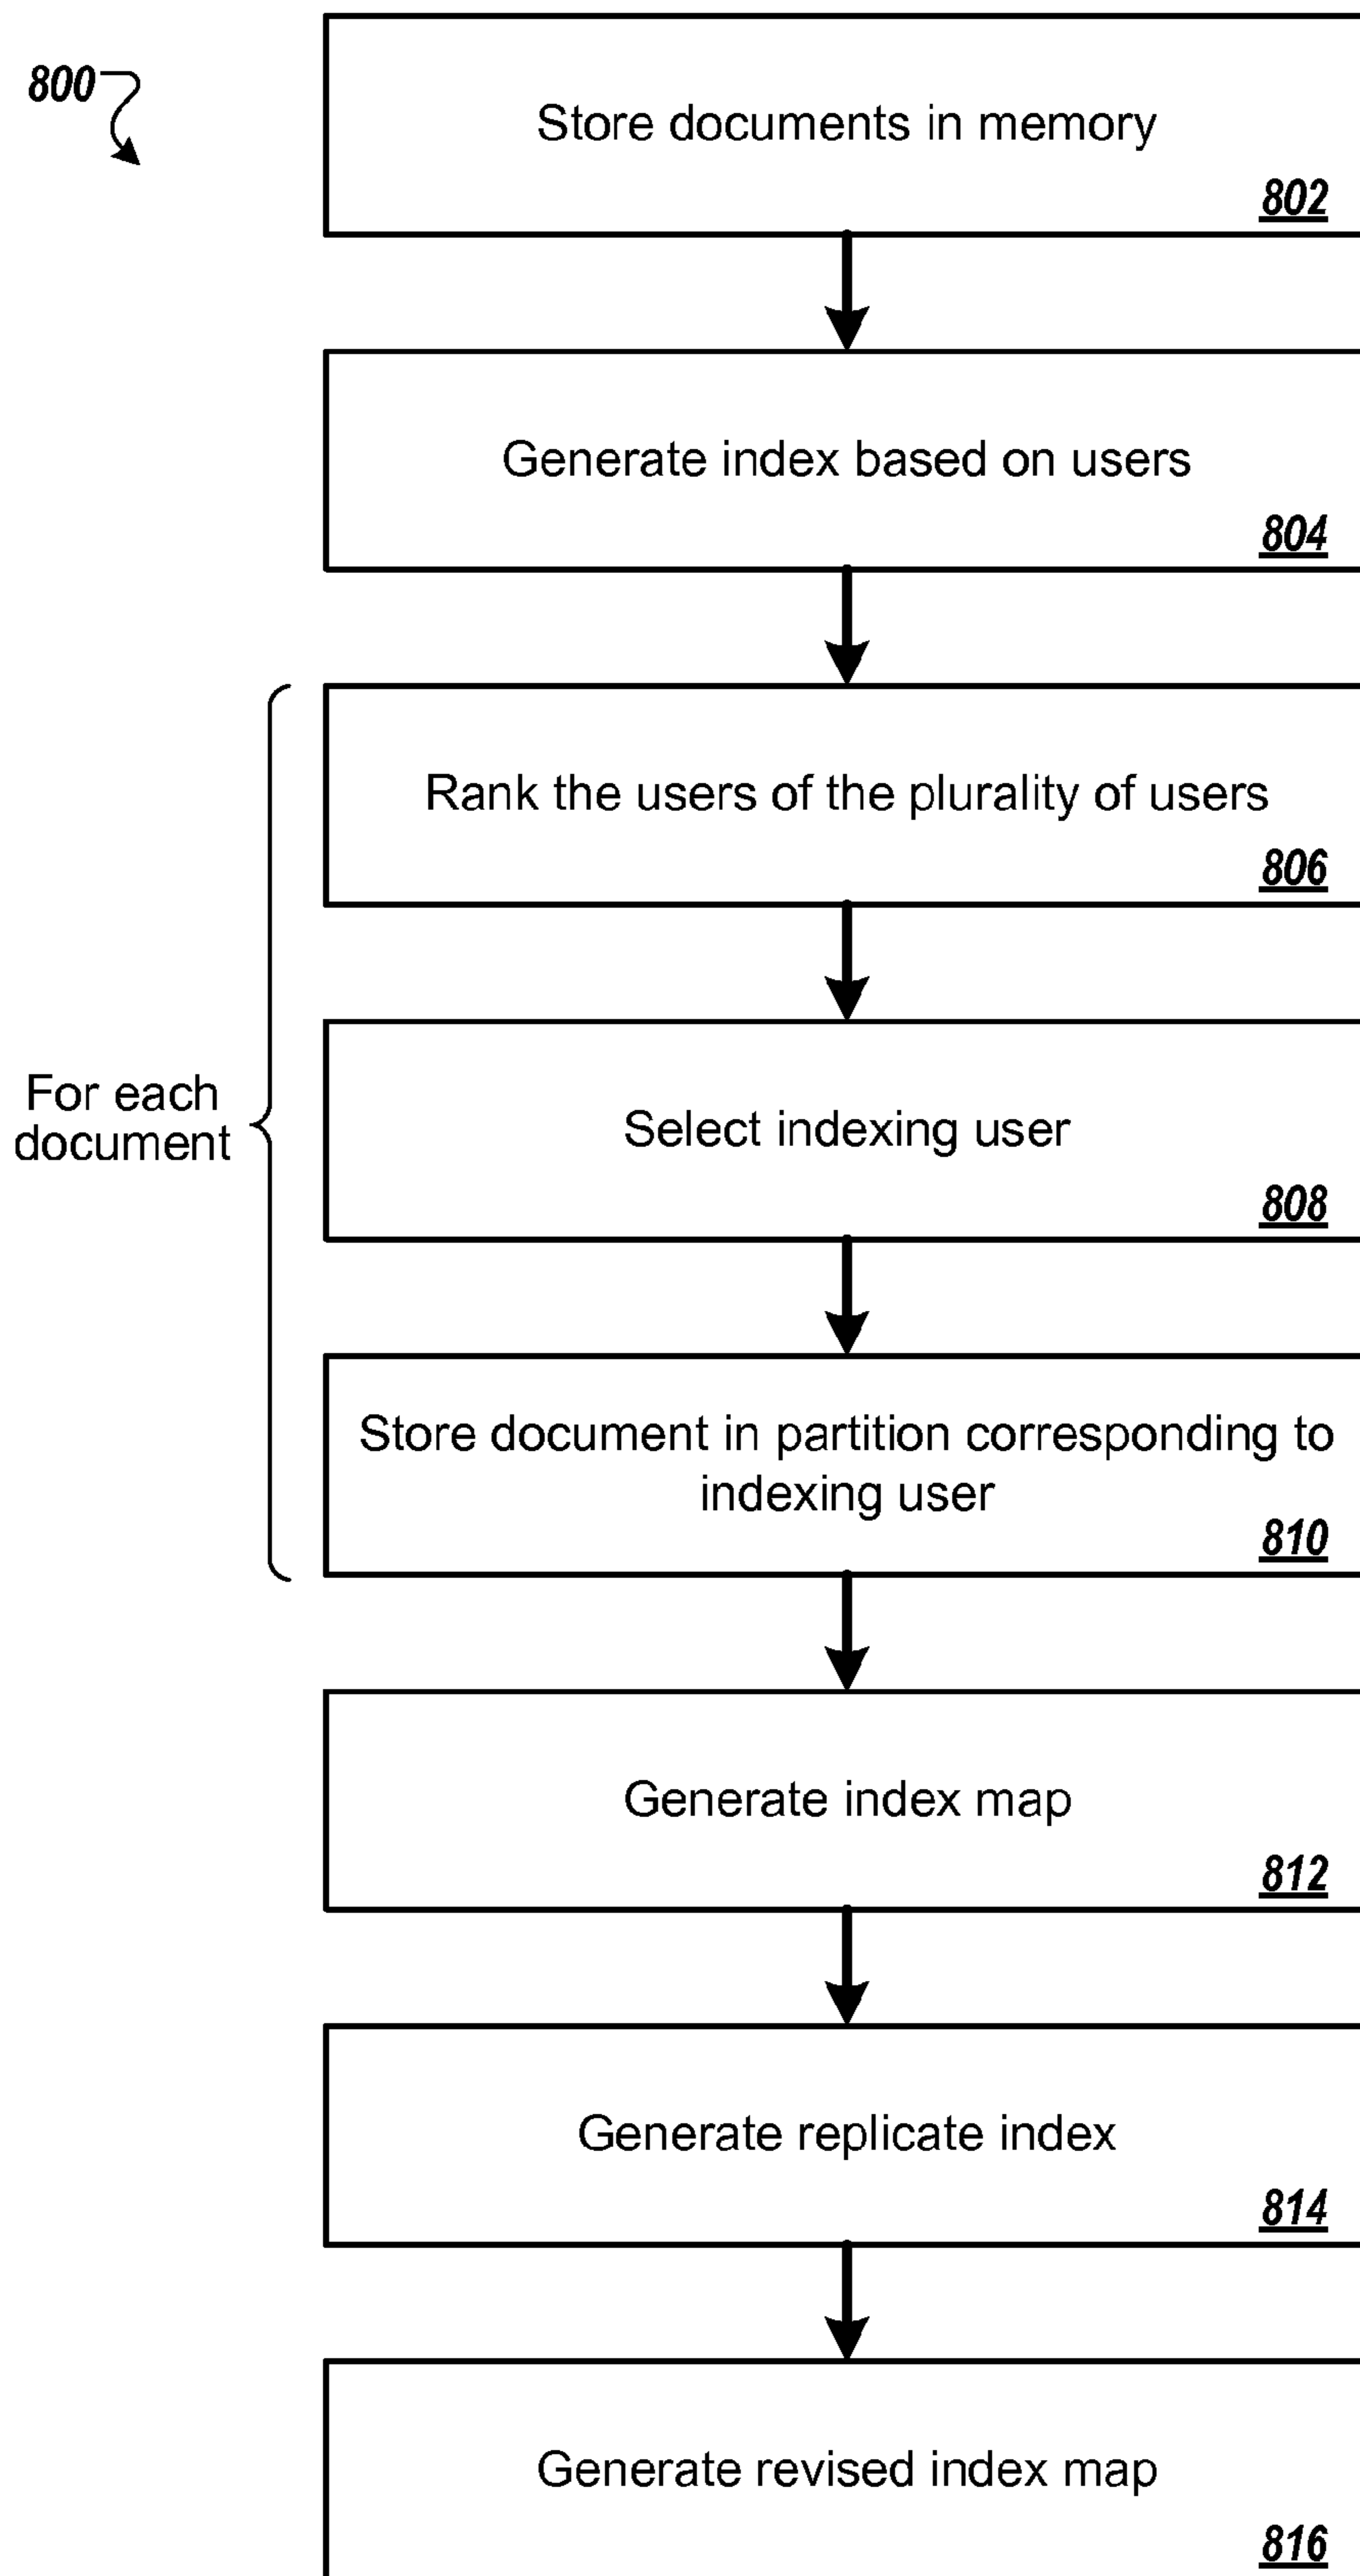 800
Store documents in memory
802
Generate index based on users
804
Rank the users of the plurality of users
806
For each
document
Select indexing user
808
Store document in partition corresponding to
indexing user
810
Generate index map
812
Generate replicate index
814
Generate revised index map
816